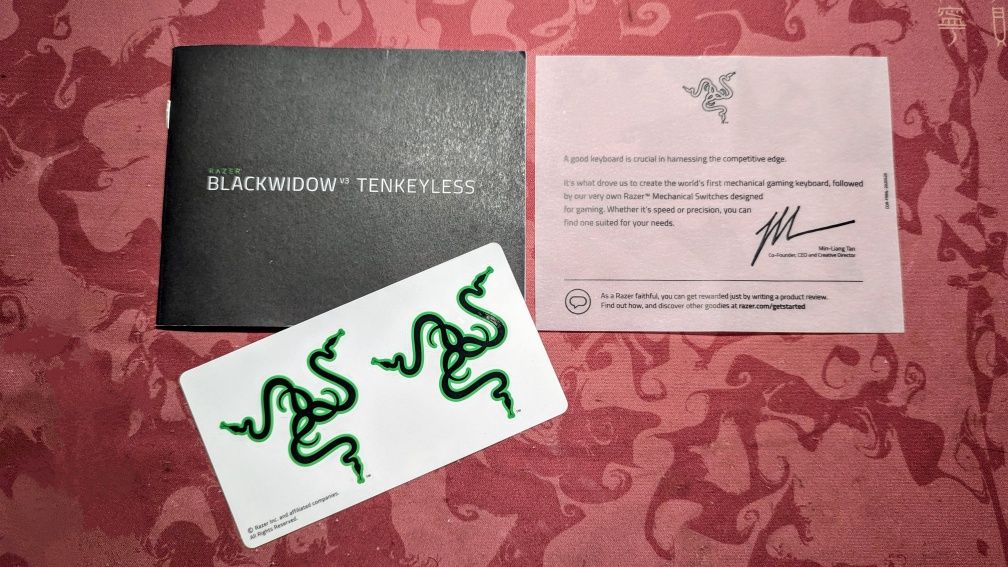 RAZER
BLACKWIDOW V3 TENKEYLESS
A good keyboard is crucial in harnessing the competitive edge.
It's what drove us to create the world's first mechanical gaming keyboard, followed
by our very own Razer™ Mechanical Switches designed
for gaming. Whether it's speed or precision, you can
find one suited for your needs.
Min-Liang Tan
Co-Founder, CEO and Creative Director
As a Razer faithful, you can get rewarded just by writing a product review.
Find out how, and discover other goodies at razer.com/getstarted
™
™
© Razer Inc. and affiliated companies.
All Rights Reserved.